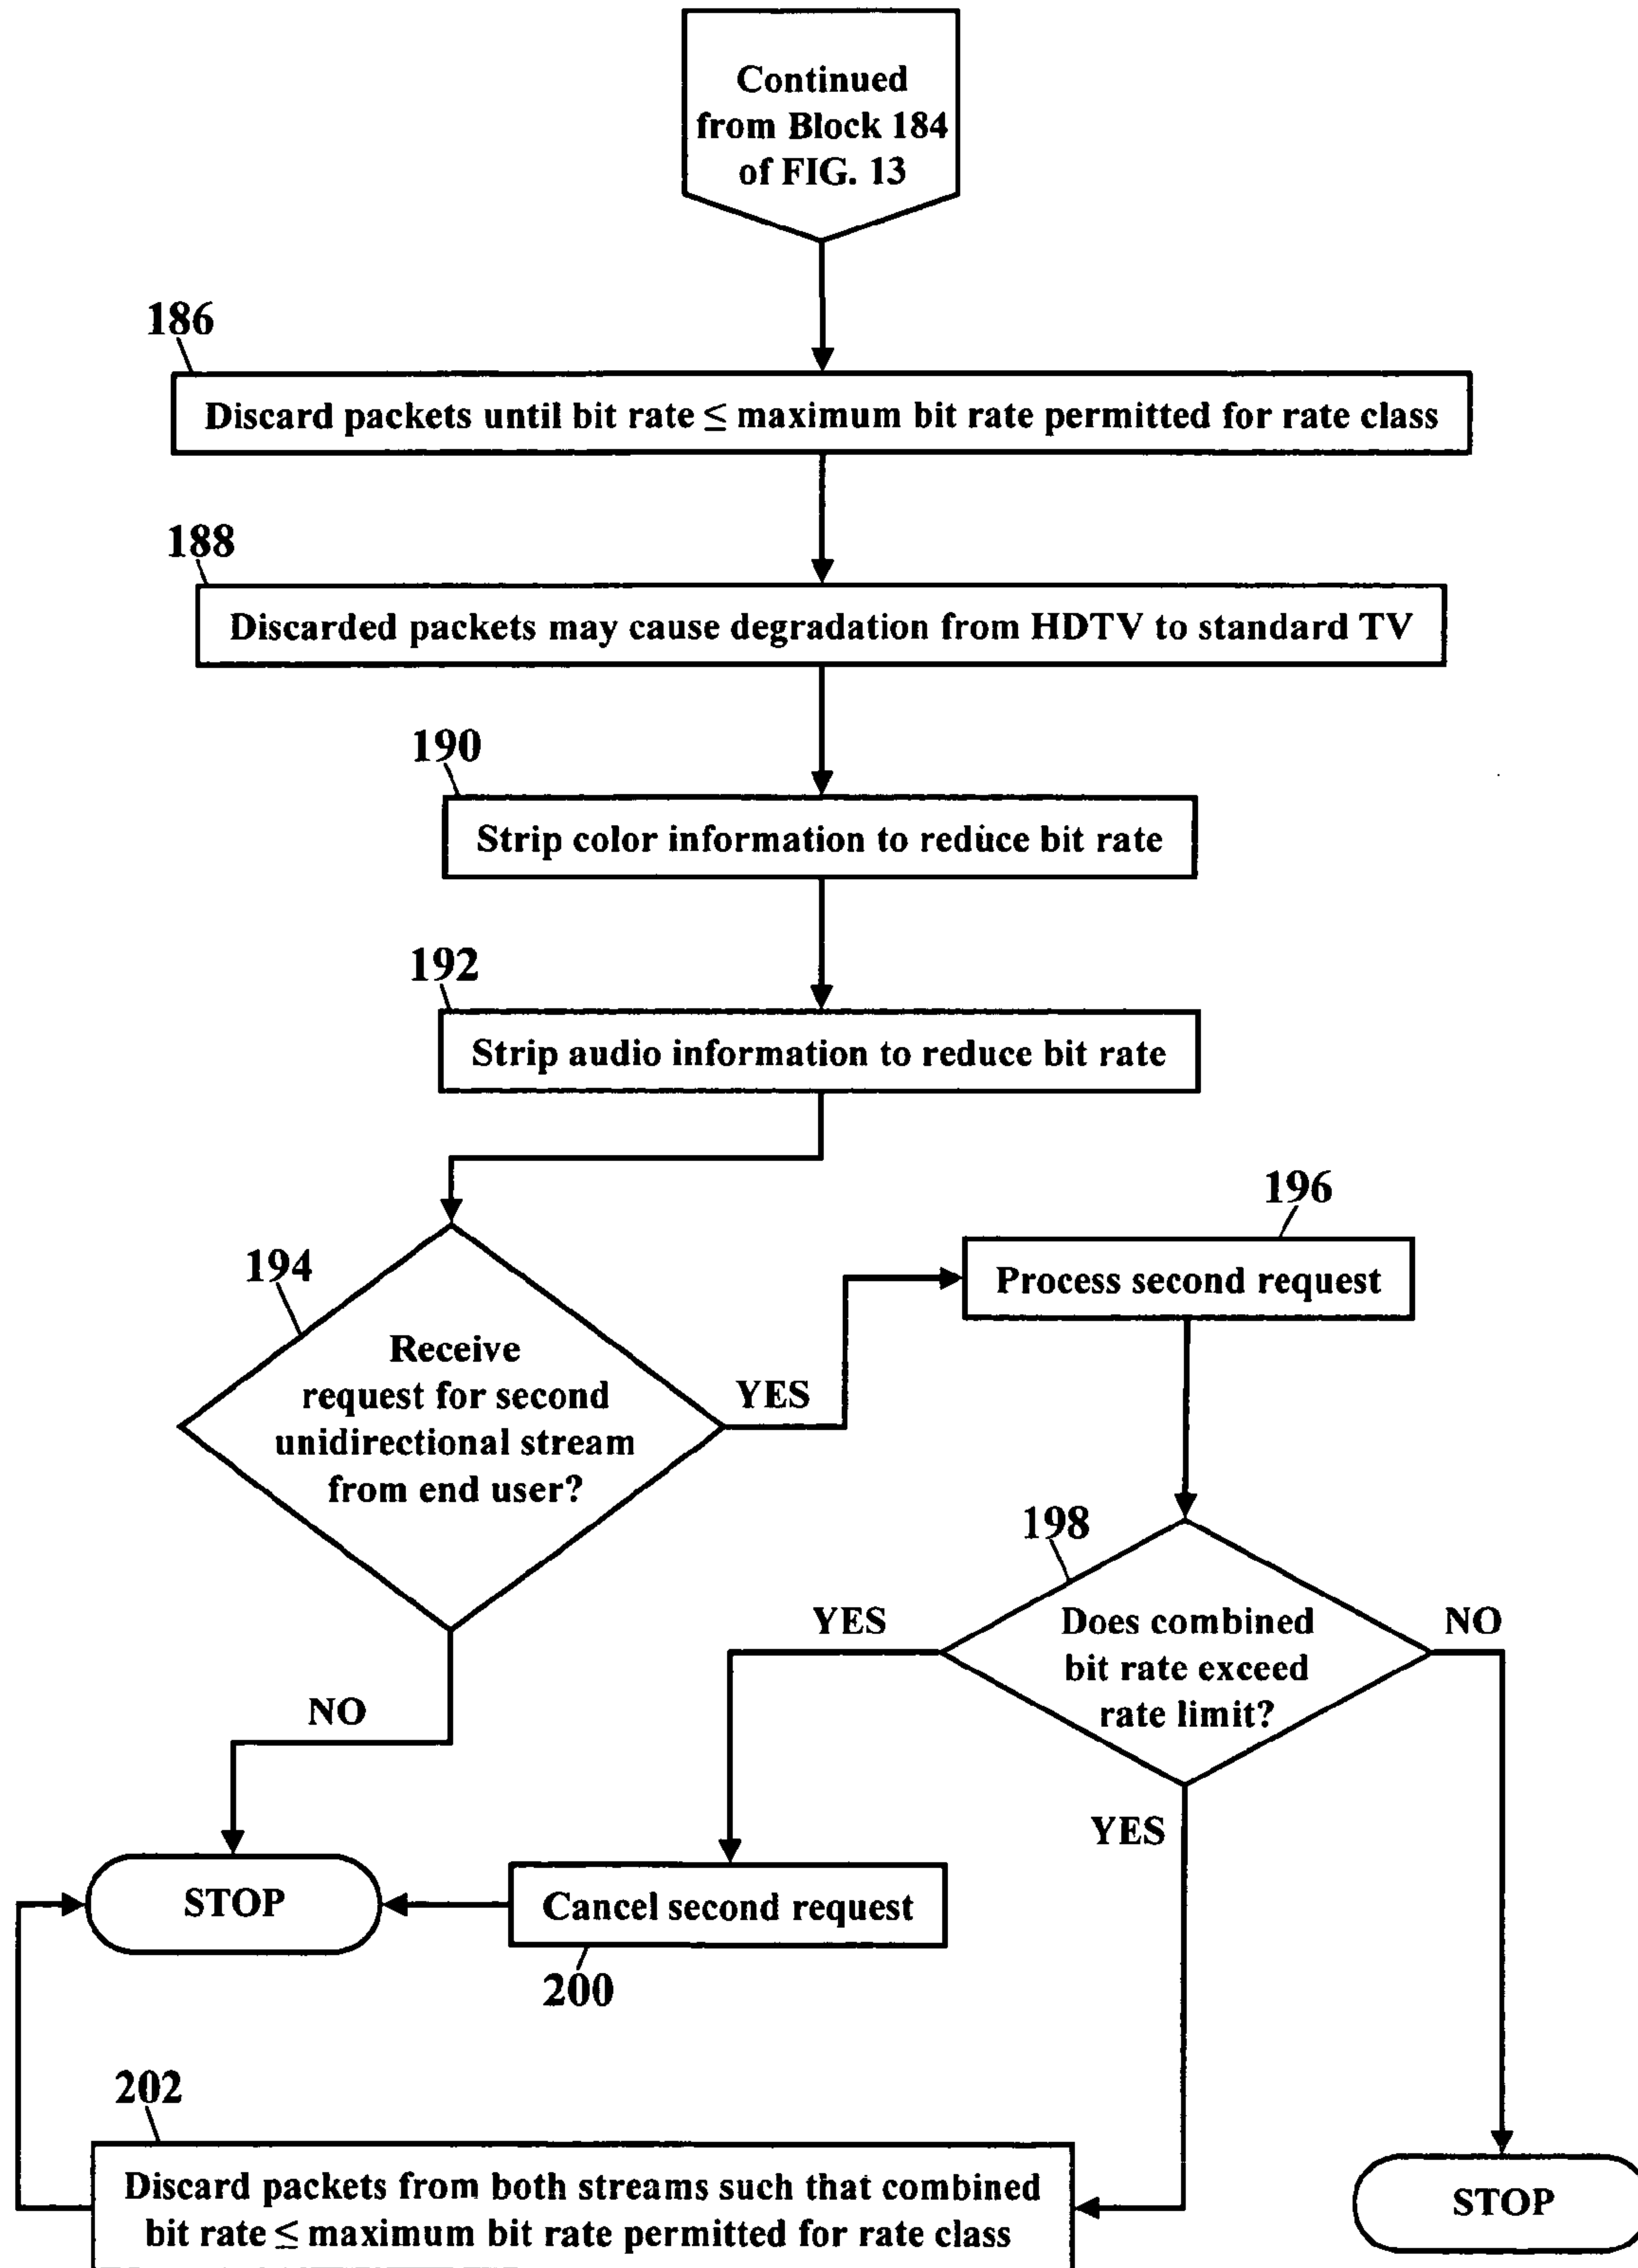 Continued
from Block 184
of FIG. 13
186
Discard packets until bit rate ≤ maximum bit rate permitted for rate class
188
Discarded packets may cause degradation from HDTV to standard TV
190
Strip color information to reduce bit rate
192
Strip audio information to reduce bit rate
194
Receive
request for second
unidirectional stream
from end user?
YES
NO
196
Process second request
198
Does combined
bit rate exceed
rate limit?
YES
NO
YES
STOP
Cancel second request
200
202
Discard packets from both streams such that combined
bit rate ≤ maximum bit rate permitted for rate class
STOP